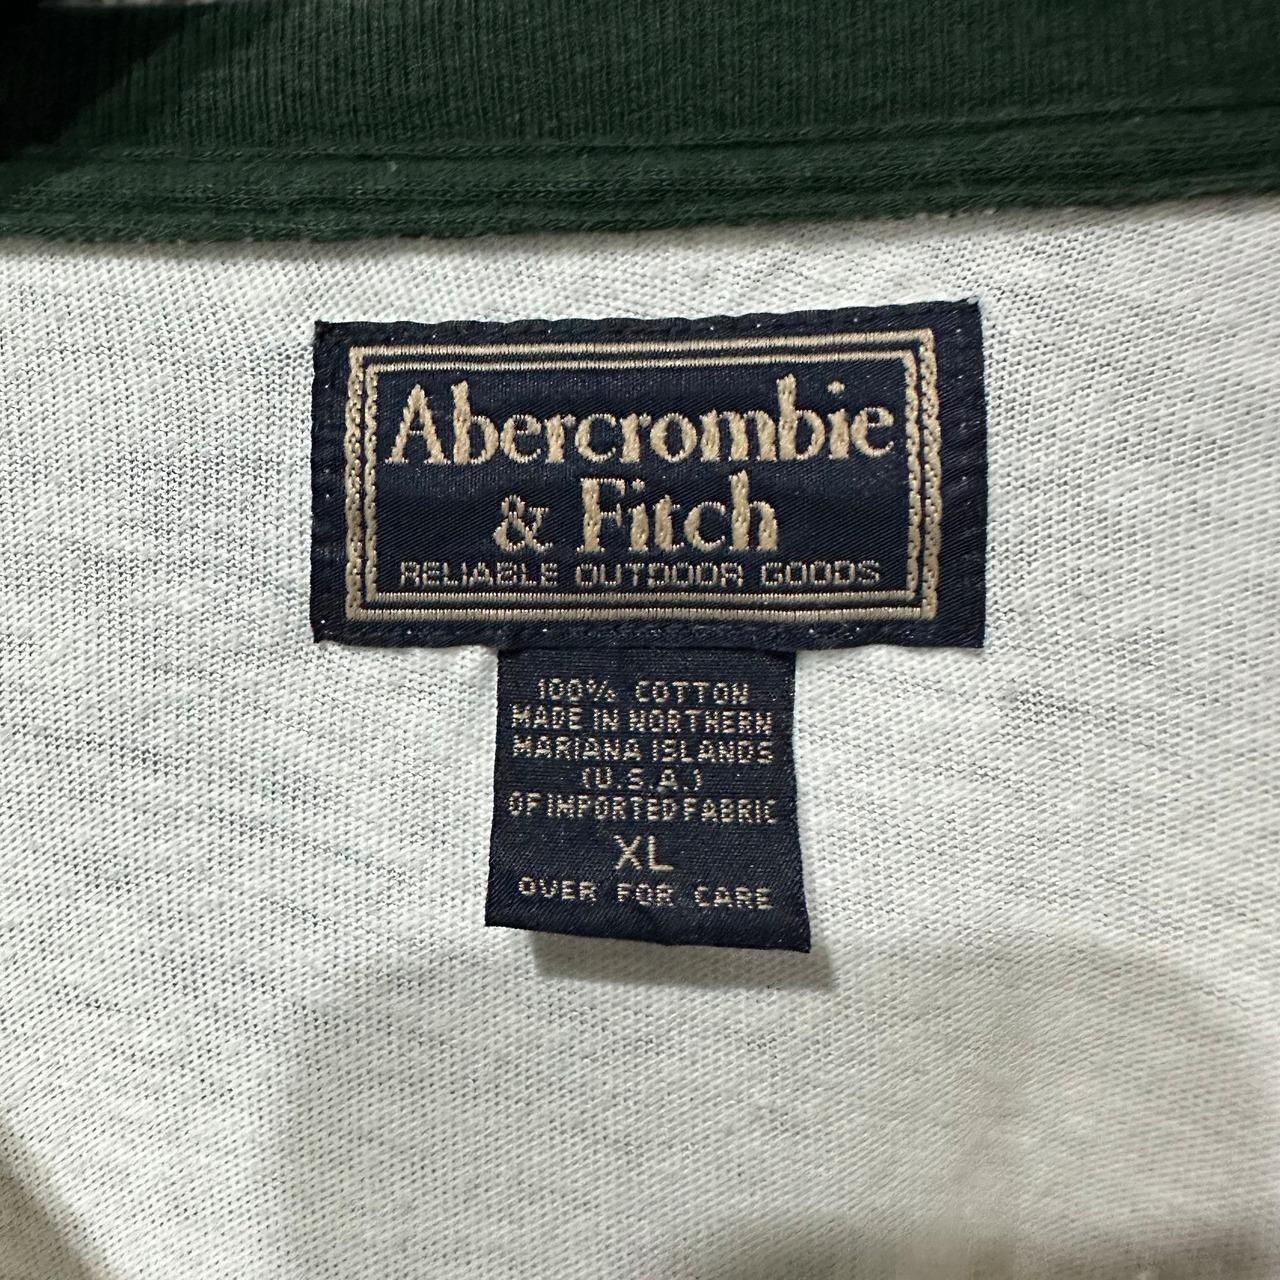 Abercrombie
& Fitch
RELIABLE OUTDOOR GOODS
100% COTTON
MADE IN NORTHERN
MARIANA ISLANDS
(U.S.A.)
OF IMPORTED FABRIC
XL
OVER FOR CARE